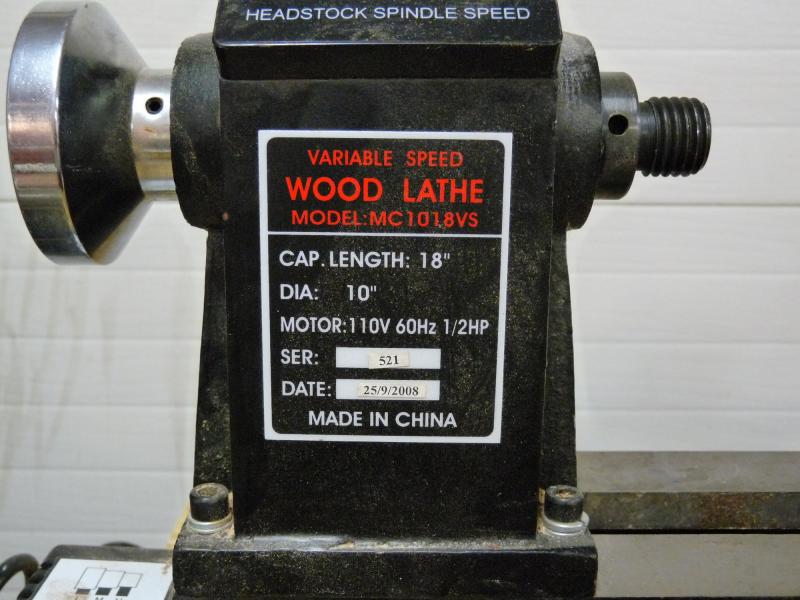 HEADSTOCK SPINDLE SPEED
VARIABLE SPEED
WOOD LATHE
MODEL:MC1018VS
CAP. LENGTH: 18"
DIA: 10"
MOTOR:110V 60Hz 1/2HP
SER: 521
DATE: 25/9/2008
MADE IN CHINA